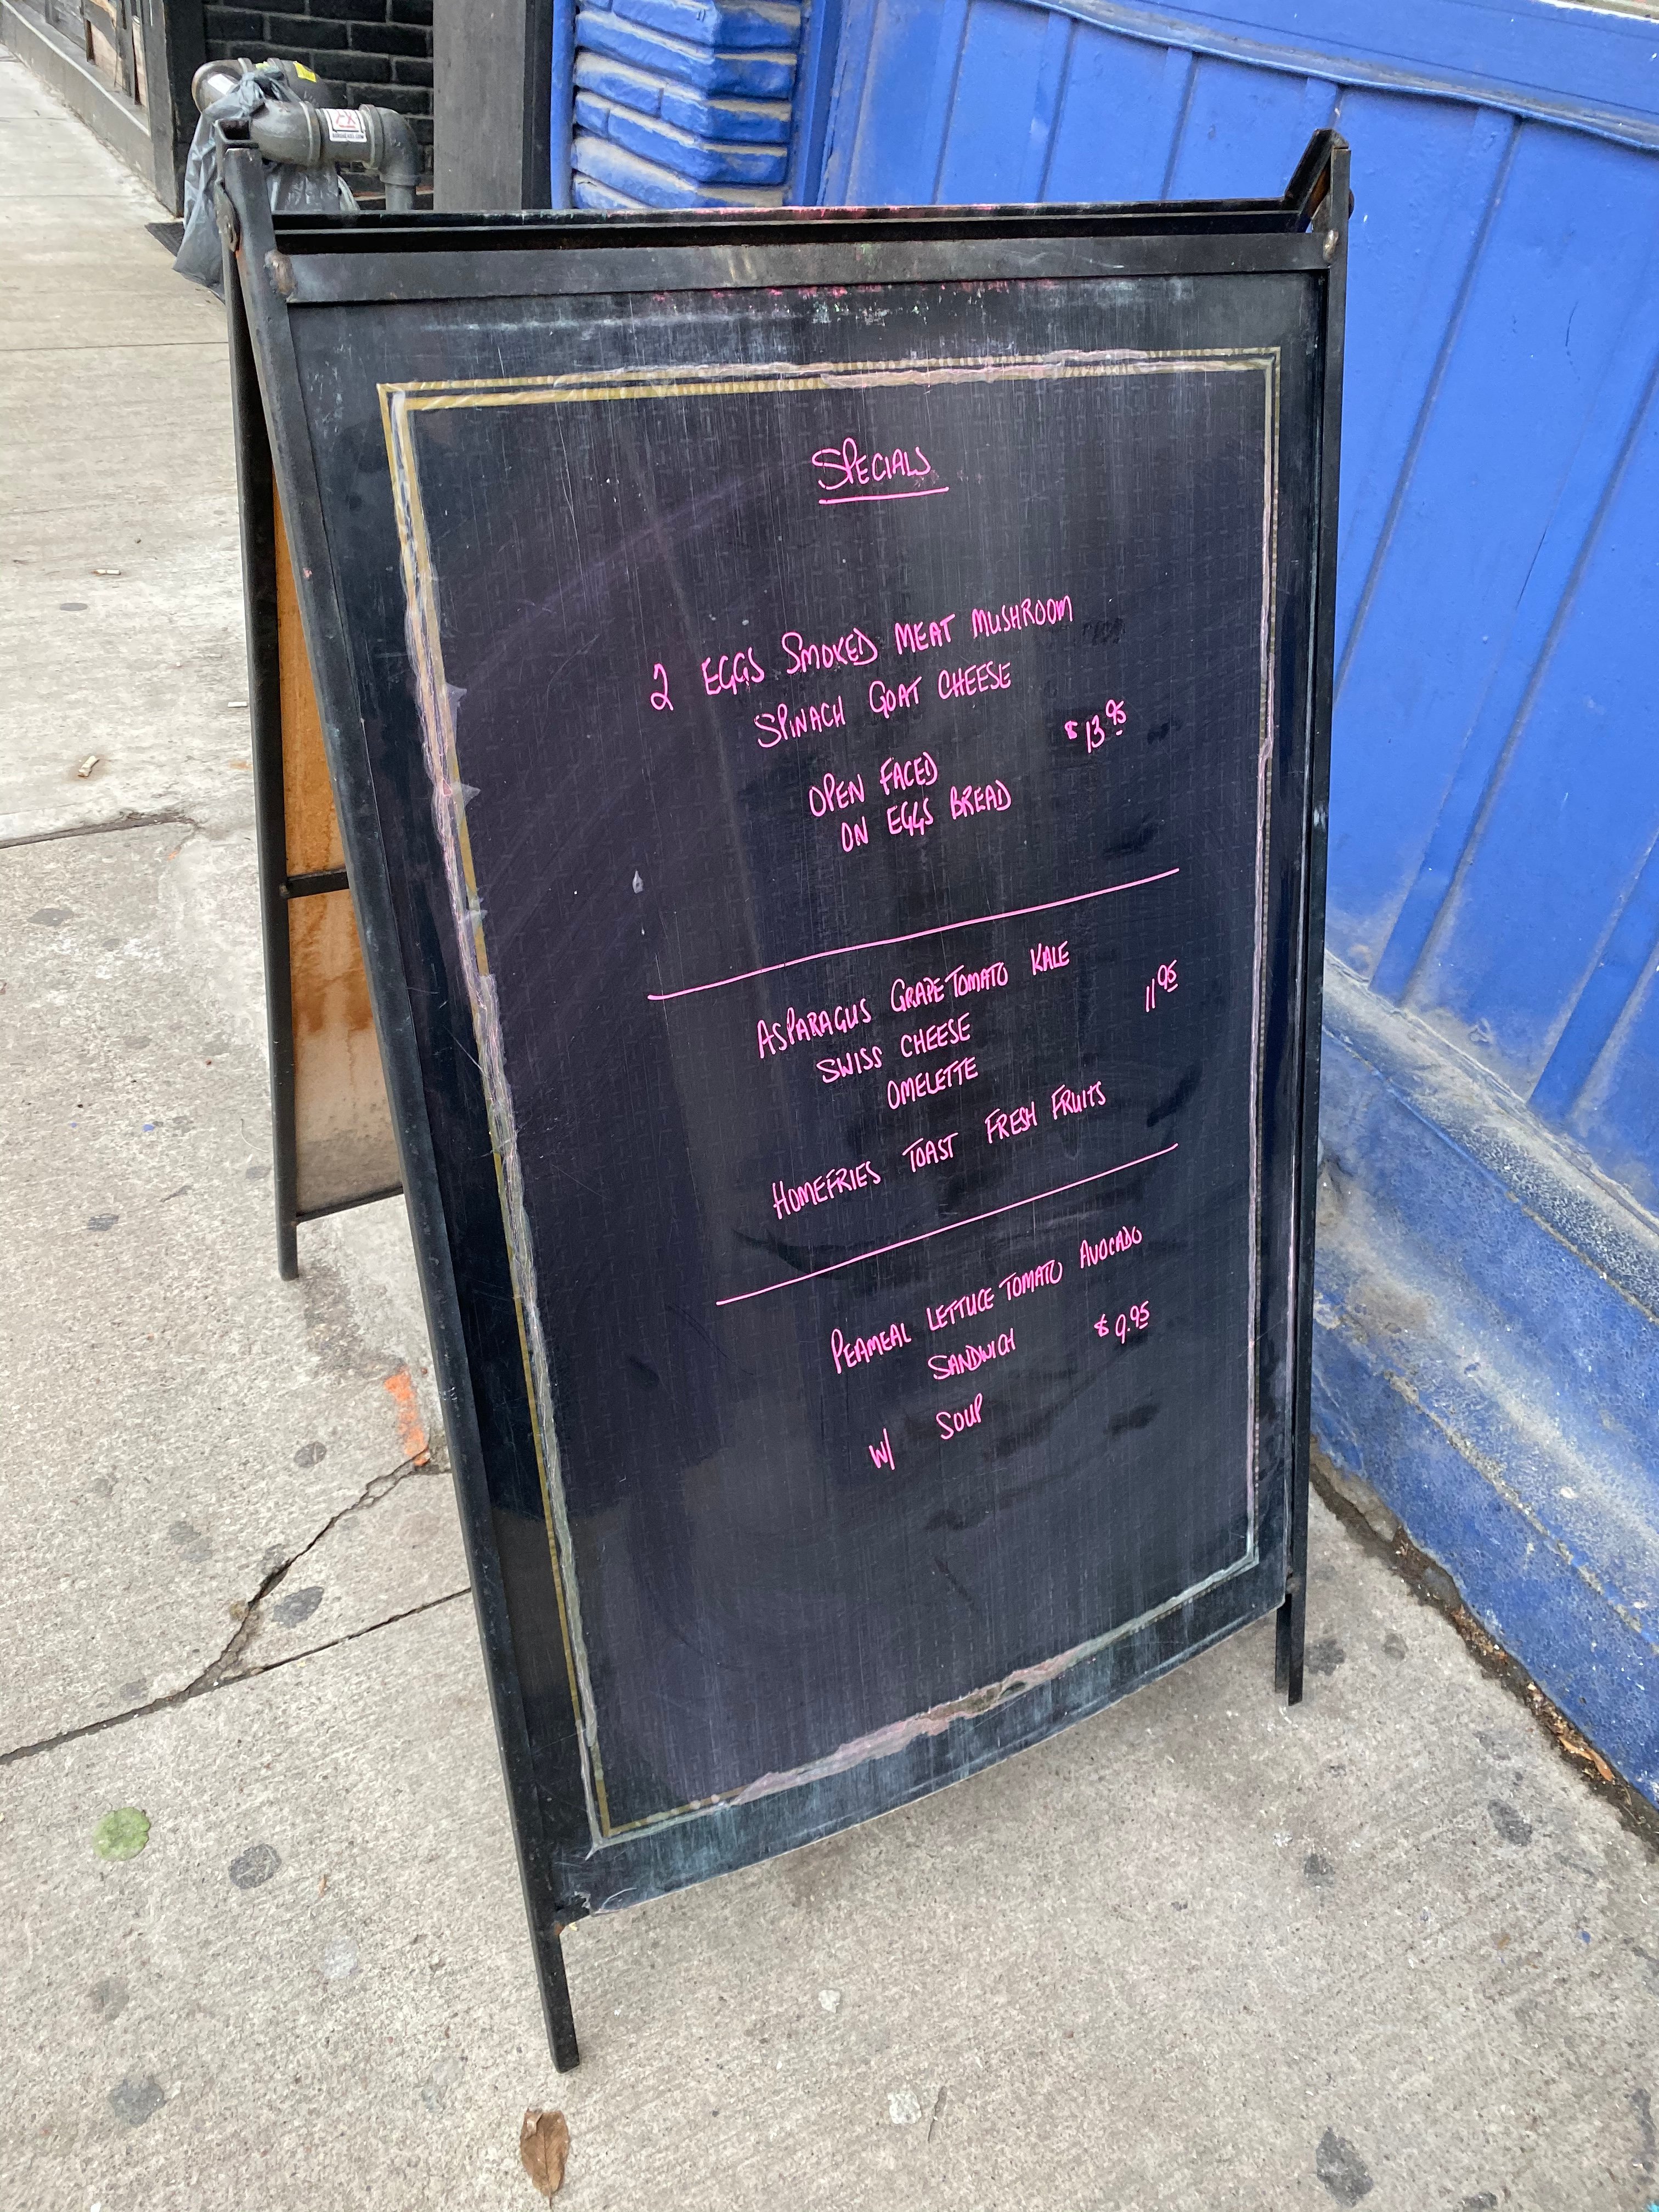 SPECIALS
2 EGGS SMOKED MEAT MUSHROOM
SPINACH GOAT CHEESE
$13.95
OPEN FACED
ON EGGS BREAD
ASPARAGUS GRAPE TOMATO KALE
SWISS CHEESE 11.95
OMELETTE
HOMEFRIES TOAST FRESH FRUITS
PEAMEAL LETTUCE TOMATO AVOCADO
SANDWICH $9.95
W/ SOUP